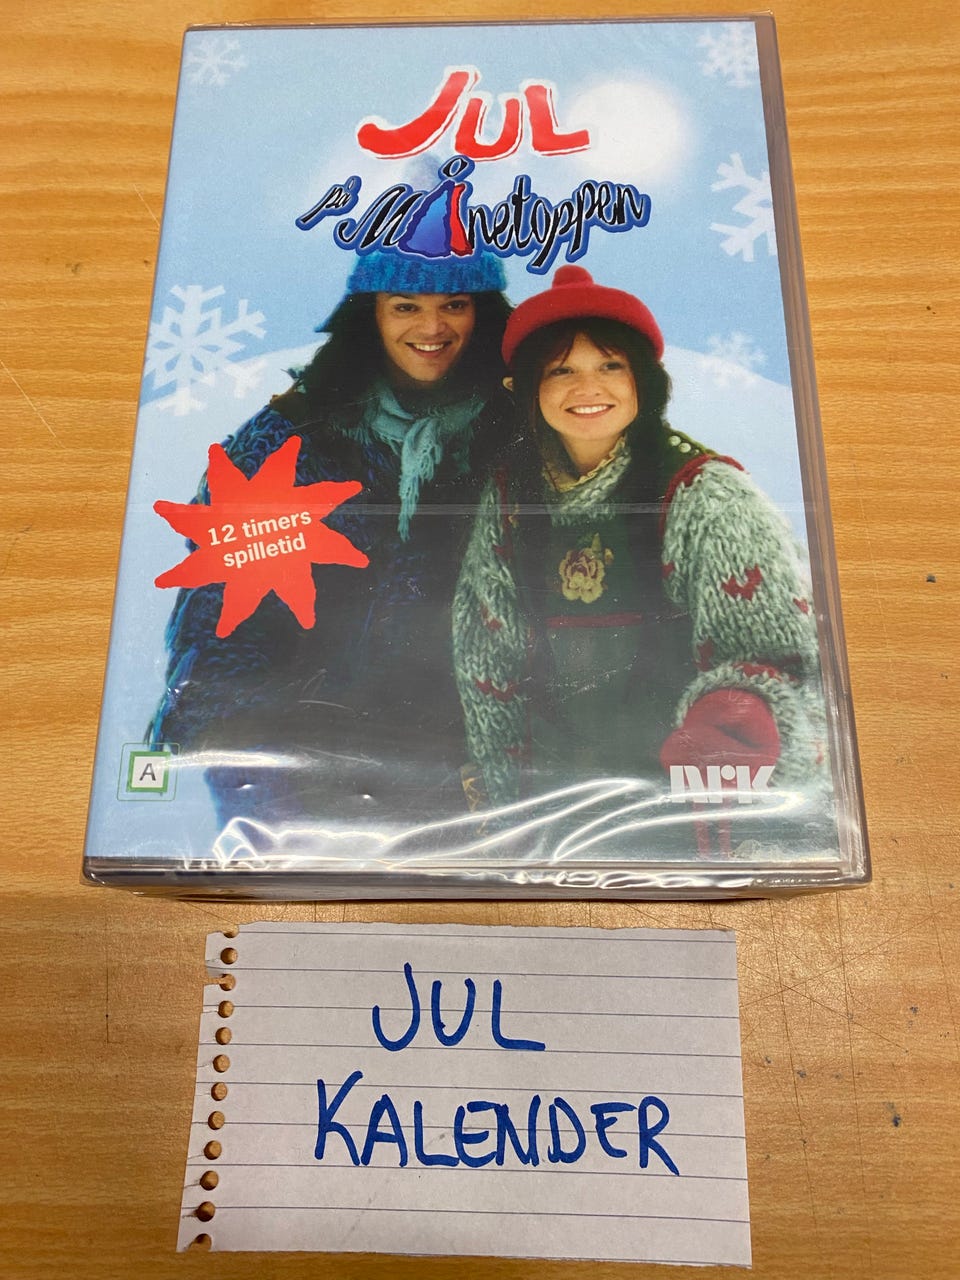 JUL
på Månetoppen
12 timers
spilletid
A
NRK
JUL
KALENDER